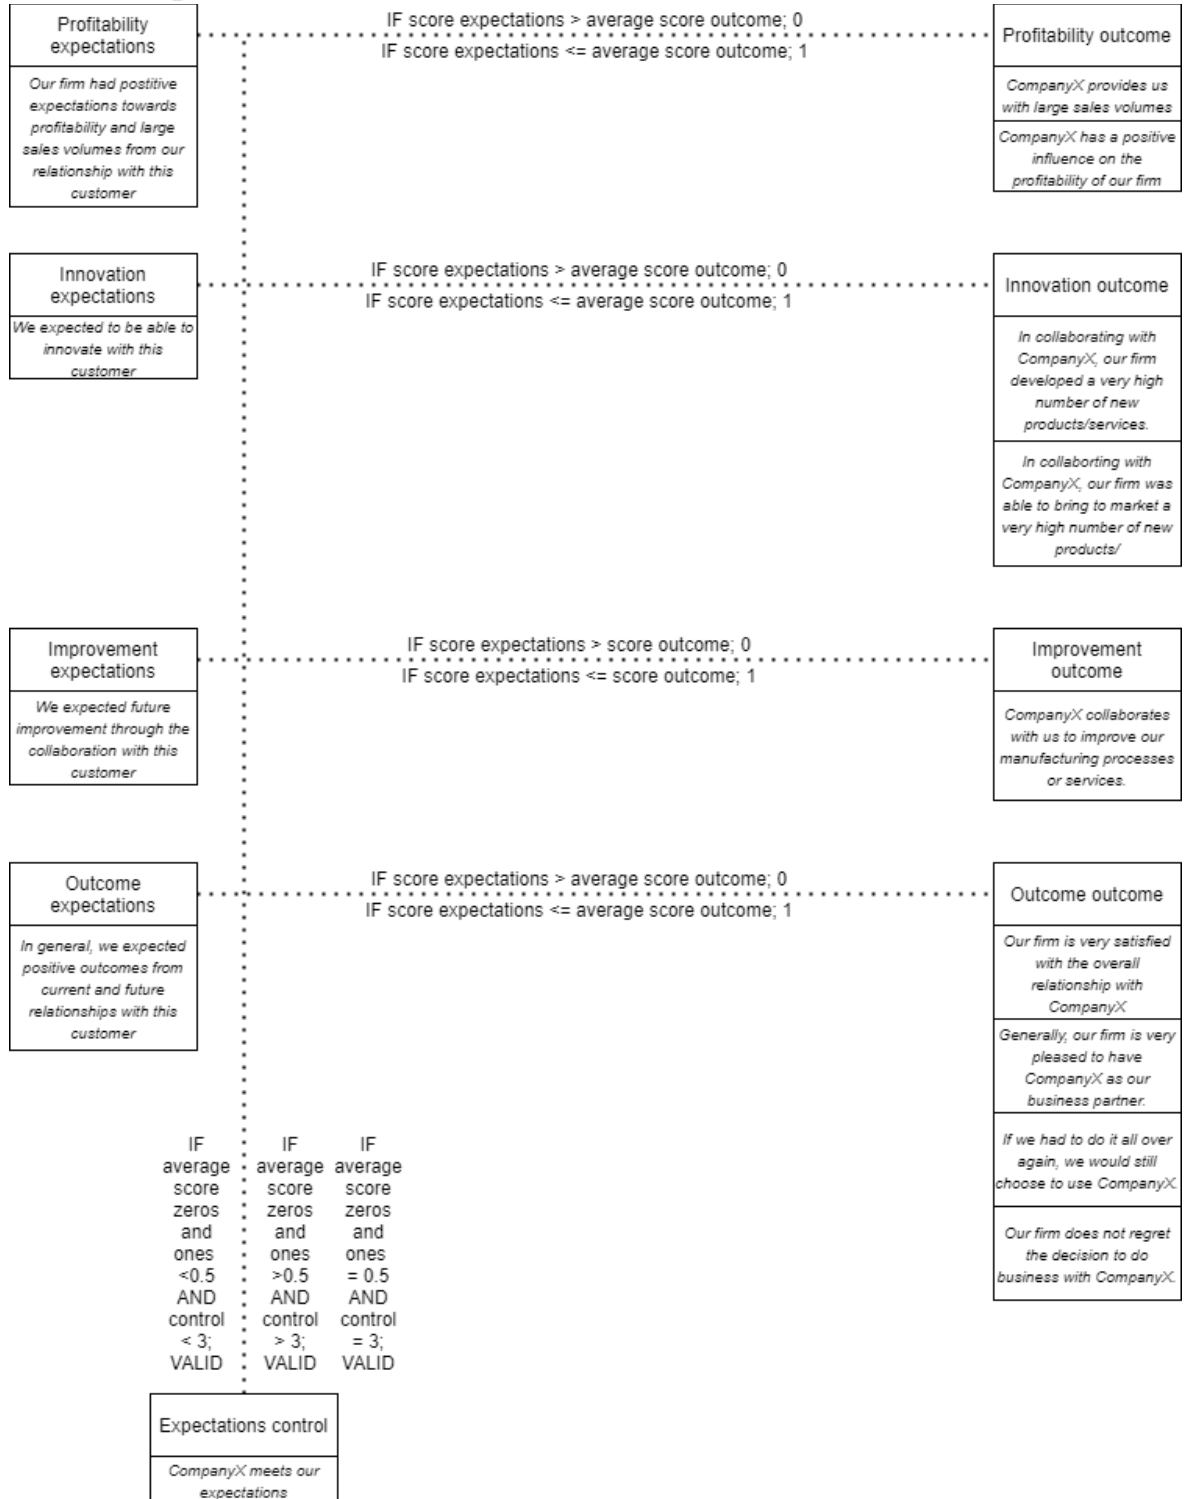 Profitability
expectations
IF score expectations > average score outcome; 0
IF score expectations <= average score outcome; 1
Profitability outcome
Our firm had postitive
expectations towards
profitability and large
sales volumes from our
relationship with this
customer
CompanyX provides us
with large sales volumes
CompanyX has a positive
influence on the
profitability of our firm
Innovation
expectations
IF score expectations > average score outcome; 0
IF score expectations <= average score outcome; 1
Innovation outcome
We expected to be able to
innovate with this
customer
In collaborating with
CompanyX, our firm
developed a very high
number of new
products/services.
In collaborting with
CompanyX, our firm was
able to bring to market a
very high number of new
products/
Improvement
expectations
IF score expectations > score outcome; 0
IF score expectations <= score outcome; 1
Improvement
outcome
We expected future
improvement through the
collaboration with this
customer
CompanyX collaborates
with us to improve our
manufacturing processes
or services.
Outcome
expectations
IF score expectations > average score outcome; 0
IF score expectations <= average score outcome; 1
Outcome outcome
In general, we expected
positive outcomes from
current and future
relationships with this
customer
Our firm is very satisfied
with the overall
relationship with
CompanyX
Generally, our firm is very
pleased to have
CompanyX as our
business partner.
If we had to do it all over
again, we would still
choose to use CompanyX.
Our firm does not regret
the decision to do
business with CompanyX.
IF
average
score
zeros
and
ones
<0.5
AND
control
< 3;
VALID
IF
average
score
zeros
and
ones
>0.5
AND
control
> 3;
VALID
IF
average
score
zeros
and
ones
= 0.5
AND
control
= 3;
VALID
Expectations control
CompanyX meets our
expectations